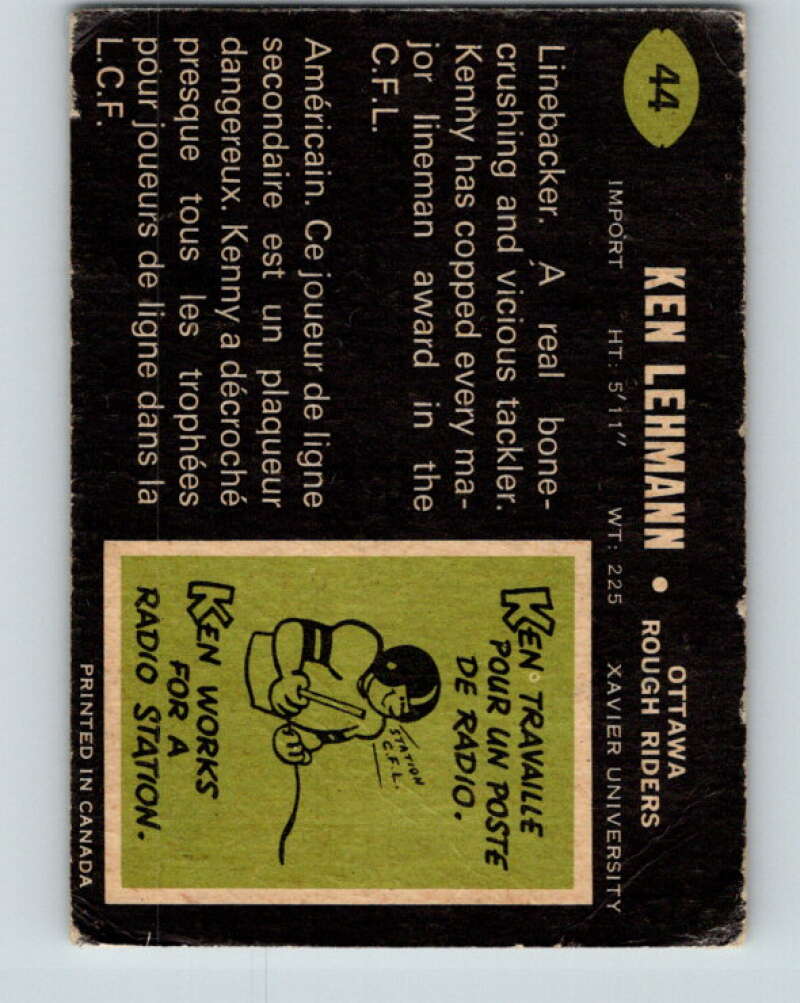 44
KEN LEHMANN • OTTAWA
ROUGH RIDERS
IMPORT HT: 5'11" WT: 225 XAVIER UNIVERSITY
Linebacker. A real bone-
crushing and vicious tackler.
Kenny has copped every ma-
jor lineman award in the
C.F.L.
Américain. Ce joueur de ligne
secondaire est un plaqueur
dangereux. Kenny a décroché
presque tous les trophées
pour joueurs de ligne dans la
L.C.F.
KEN TRAVAILLE
POUR UN POSTE
DE RADIO.
STATION
C.F.L.
KEN WORKS
FOR A
RADIO STATION.
PRINTED IN CANADA